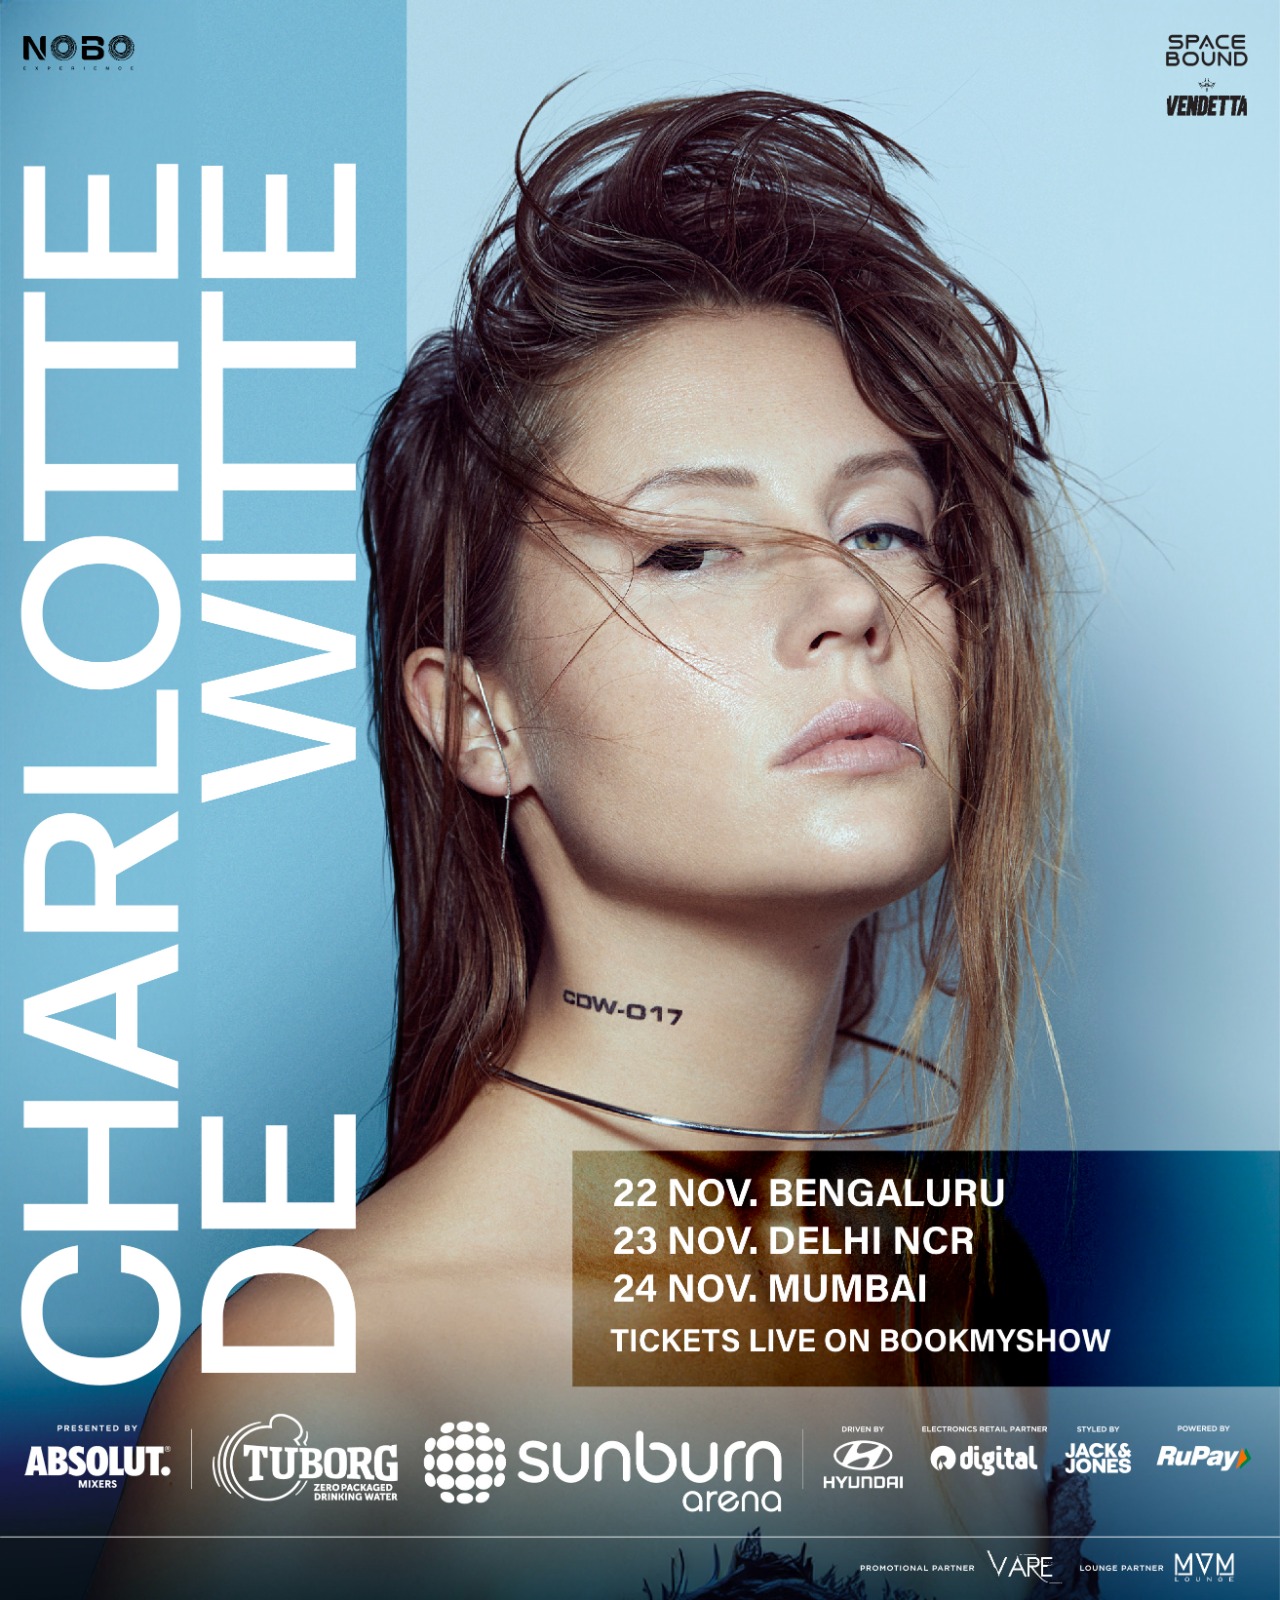 NOBO
EXPERIENCE
SPACE
BOUND
VENDETTA
CHARLOTTE
DE WITTE
CDW-017
22 NOV. BENGALURU
23 NOV. DELHI NCR
24 NOV. MUMBAI
TICKETS LIVE ON BOOKMYSHOW
PRESENTED BY
ABSOLUT.
MIXERS
TUBORG
ZERO PACKAGED
DRINKING WATER
sunburn
arena
DRIVEN BY
HYUNDAI
ELECTRONICS RETAIL PARTNER
digital
STYLED BY
JACK&
JONES
POWERED BY
RuPay
PROMOTIONAL PARTNER
VARE
LOUNGE PARTNER
MVM
LOUNGE